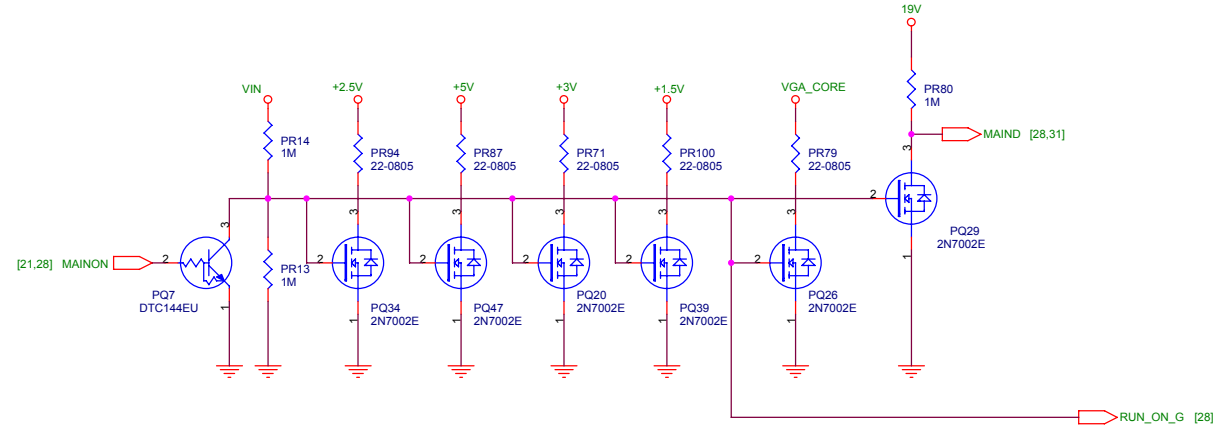 19V
VIN
+2.5V
+5V
+3V
+1.5V
VGA_CORE
PR80
1M
MAIND [28,31]
PR14
1M
PR94
22-0805
PR87
22-0805
PR71
22-0805
PR100
22-0805
PR79
22-0805
3
2
PQ29
2N7002E
1
3
3
3
3
3
3
[21,28] MAINON
2
2
2
2
2
2
PR13
1M
PQ7
DTC144EU
PQ34
2N7002E
PQ47
2N7002E
PQ20
2N7002E
PQ39
2N7002E
PQ26
2N7002E
1
1
1
1
1
1
RUN_ON_G [28]